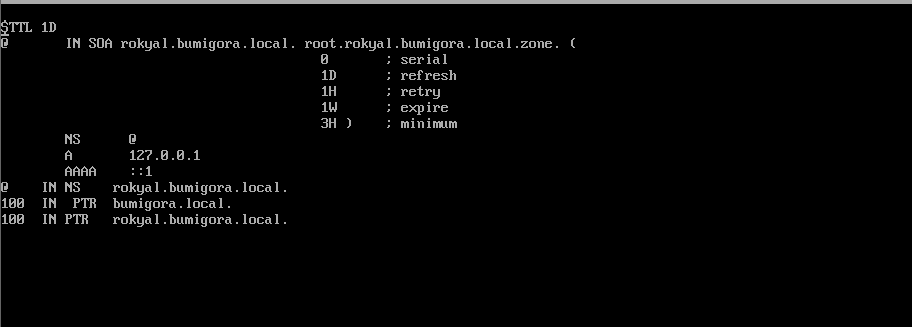 $TTL 1D
@ IN SOA rokyal.bumigora.local. root.rokyal.bumigora.local.zone. (
0 ; serial
1D ; refresh
1H ; retry
1W ; expire
3H ) ; minimum
NS @
A 127.0.0.1
AAAA ::1
@ IN NS rokyal.bumigora.local.
100 IN PTR bumigora.local.
100 IN PTR rokyal.bumigora.local.